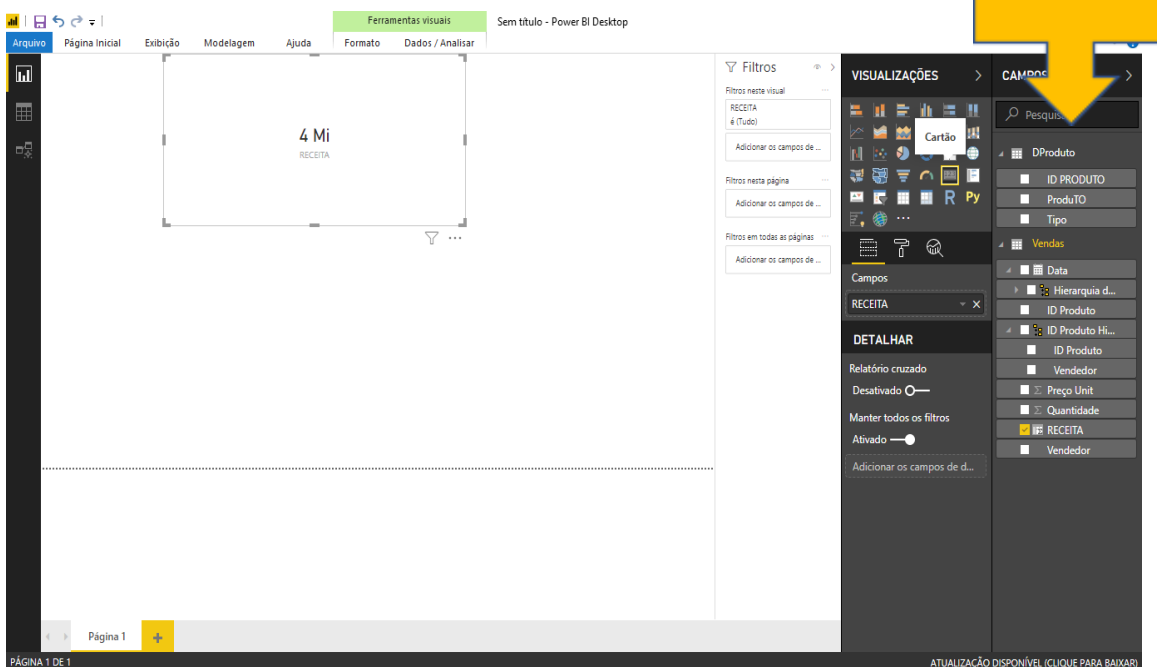 Ferramentas visuais
Sem título - Power BI Desktop
Arquivo
Página Inicial
Exibição
Modelagem
Ajuda
Formato
Dados / Analisar
4 Mi
RECEITA
Filtros
Filtros neste visual
RECEITA
é (Tudo)
Adicionar os campos de ...
Filtros nesta página
Adicionar os campos de ...
Filtros em todas as páginas
Adicionar os campos de ...
VISUALIZAÇÕES
Cartão
R
Py
Campos
RECEITA
DETALHAR
Relatório cruzado
Desativado
Manter todos os filtros
Ativado
Adicionar os campos de d...
DProduto
ID PRODUTO
ProduTO
Tipo
Vendas
Data
Hierarquia d...
ID Produto
ID Produto Hi...
ID Produto
Vendedor
Preço Unit
Quantidade
RECEITA
Vendedor
Página 1
PÁGINA 1 DE 1
ATUALIZAÇÃO DISPONÍVEL (CLIQUE PARA BAIXAR)